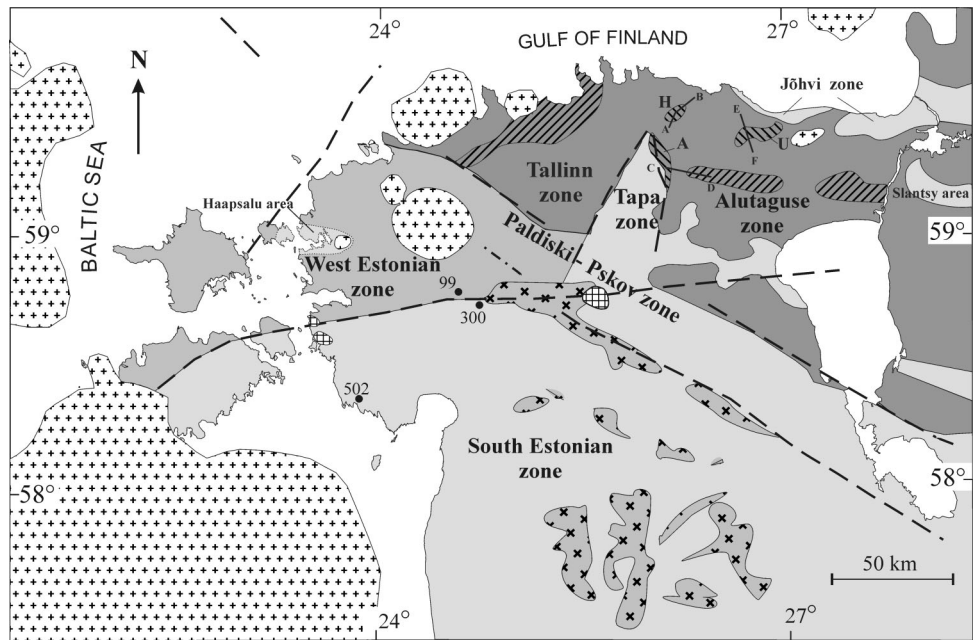 24°
27°
GULF OF FINLAND
N
Jõhvi zone
H
B
A
E
U
F
A
C
D
BALTIC SEA
Tallinn
zone
Tapa
zone
Alutaguse
zone
Slantsy area
Haapsalu area
59°
59°
West Estonian
zone
Paldiski - Pskov zone
99
300
502
South Estonian
zone
58°
58°
50 km
24°
27°